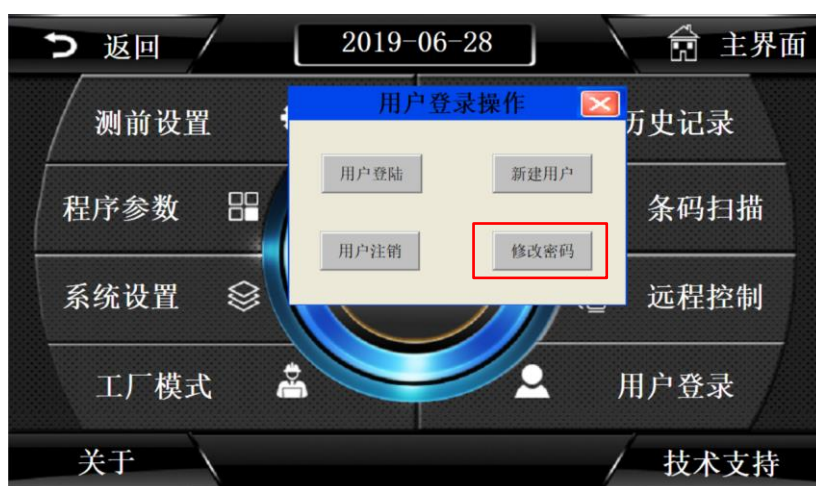 返回
2019-06-28
主界面
用户登录操作
测前设置
历史记录
用户登陆
新建用户
程序参数
条码扫描
用户注销
修改密码
系统设置
远程控制
工厂模式
用户登录
关于
技术支持